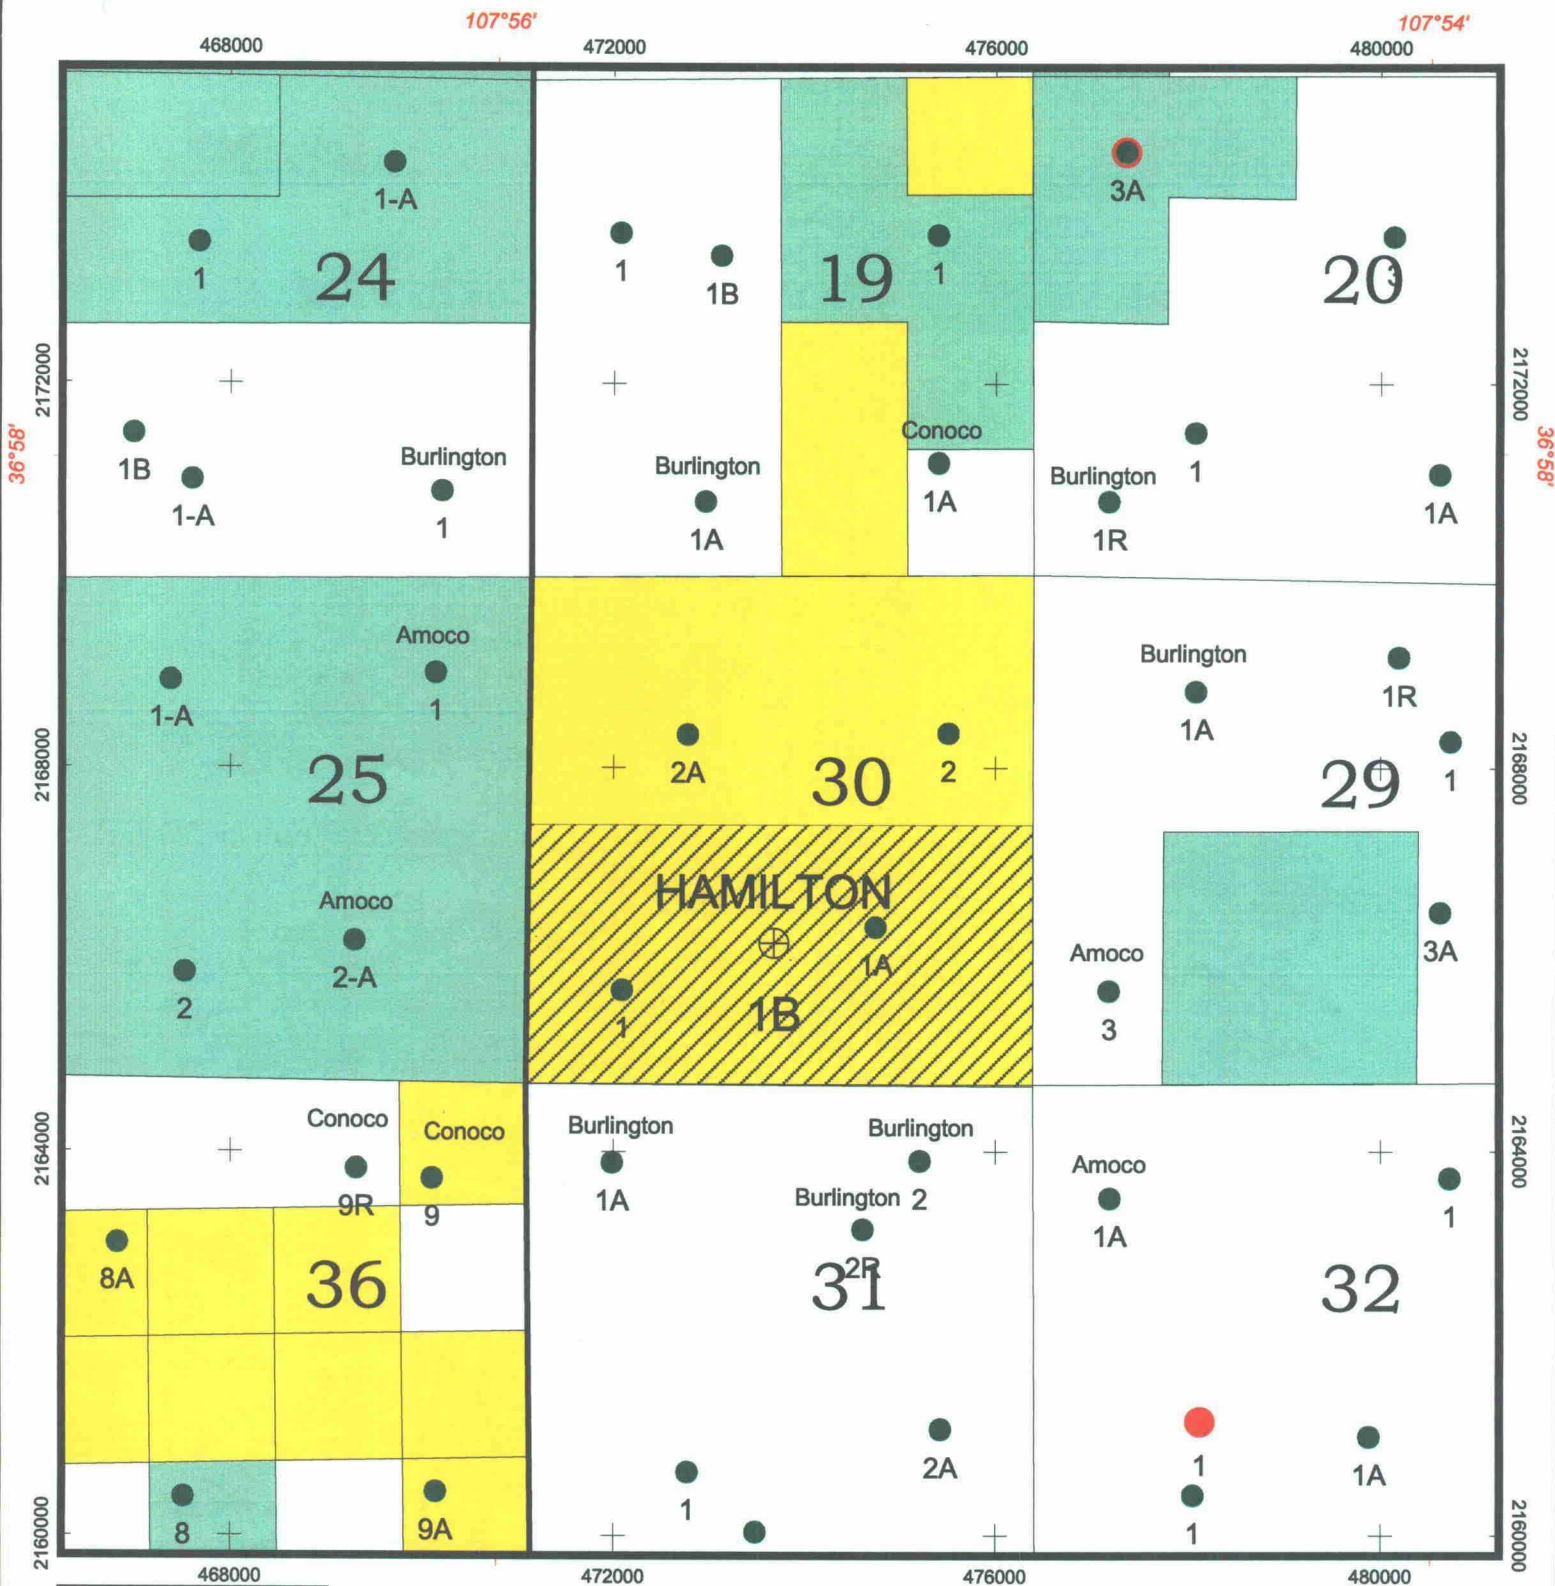 107°56'
107°54'
468000
472000
476000
480000
1-A
1
24
1
1B
19
1
3A
20
3
2172000
2172000
36°58'
36°58'
1B
1-A
Burlington
1
Burlington
1A
Conoco
1A
Burlington
1R
1
1A
Amoco
1-A
1
25
2168000
2A
30
2
Burlington
1A
1R
29
1
2168000
Amoco
2-A
2
HAMILTON
1A
1
1B
Amoco
3
3A
2164000
Conoco
9R
Conoco
9
8A
36
Burlington
1A
Burlington
2
Burlington
2R
31
Amoco
1A
1
32
2164000
2160000
8
9A
1
2A
1
1
1A
2160000
468000
472000
476000
480000